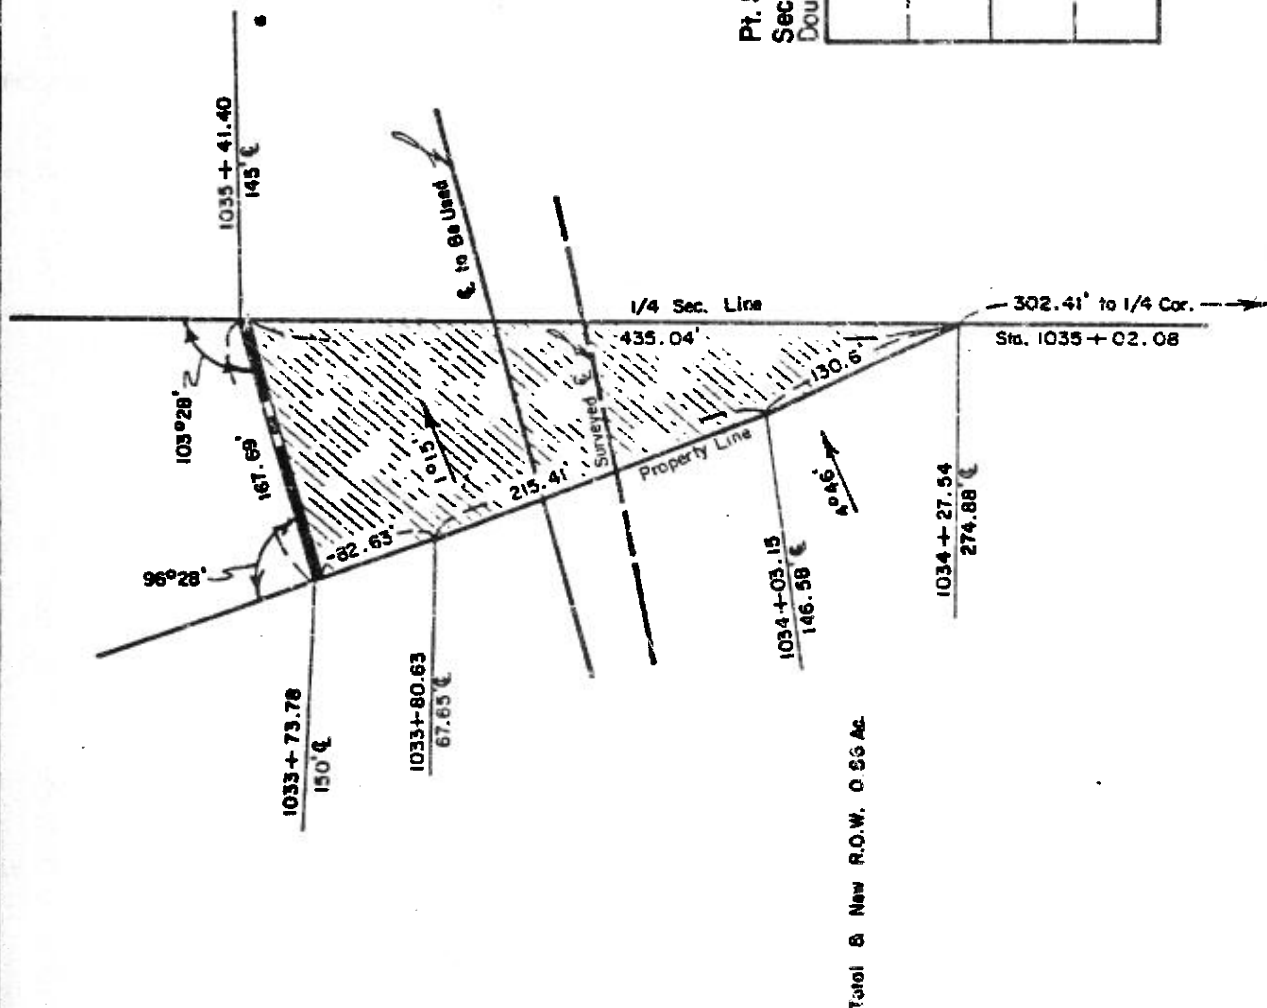 Pt.
Sec
Dou
1035 + 41.40
145' ℄
℄ to Be Used
1/4 Sec. Line
302.41' to 1/4 Cor.
435.04'
Sta. 1035 + 02.08
130.6'
103°28'
167.69'
1°15'
Surveyed ℄
Property Line
215.41'
4°46'
82.63'
96°28'
1034 + 27.54
274.88' ℄
1034 + 03.15
146.58' ℄
1033 + 80.63
67.65' ℄
1033 + 73.78
150' ℄
Total & New R.O.W. Ac.